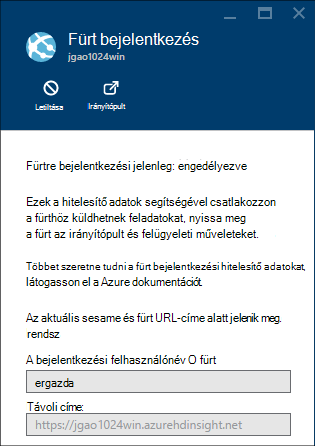 Fürt bejelentkezés
jgao1024win
Letiltása
Irányítópult
Fürtre bejelentkezési jelenleg: engedélyezve
Ezek a hitelesítő adatok segítségével csatlakozzon
a fürthöz küldhetnek feladatokat, nyissa meg
a fürt az irányítópult és felügyeleti műveleteket.
Többet szeretne tudni a fürt bejelentkezési hitelesítő adatokat,
látogasson el a Azure dokumentációt.
Az aktuális sesame és fürt URL-címe alatt jelenik meg.
rendsz
A bejelentkezési felhasználónév O fürt
ergazda
Távoli címe:
https://jgao1024win.azurehdinsight.net